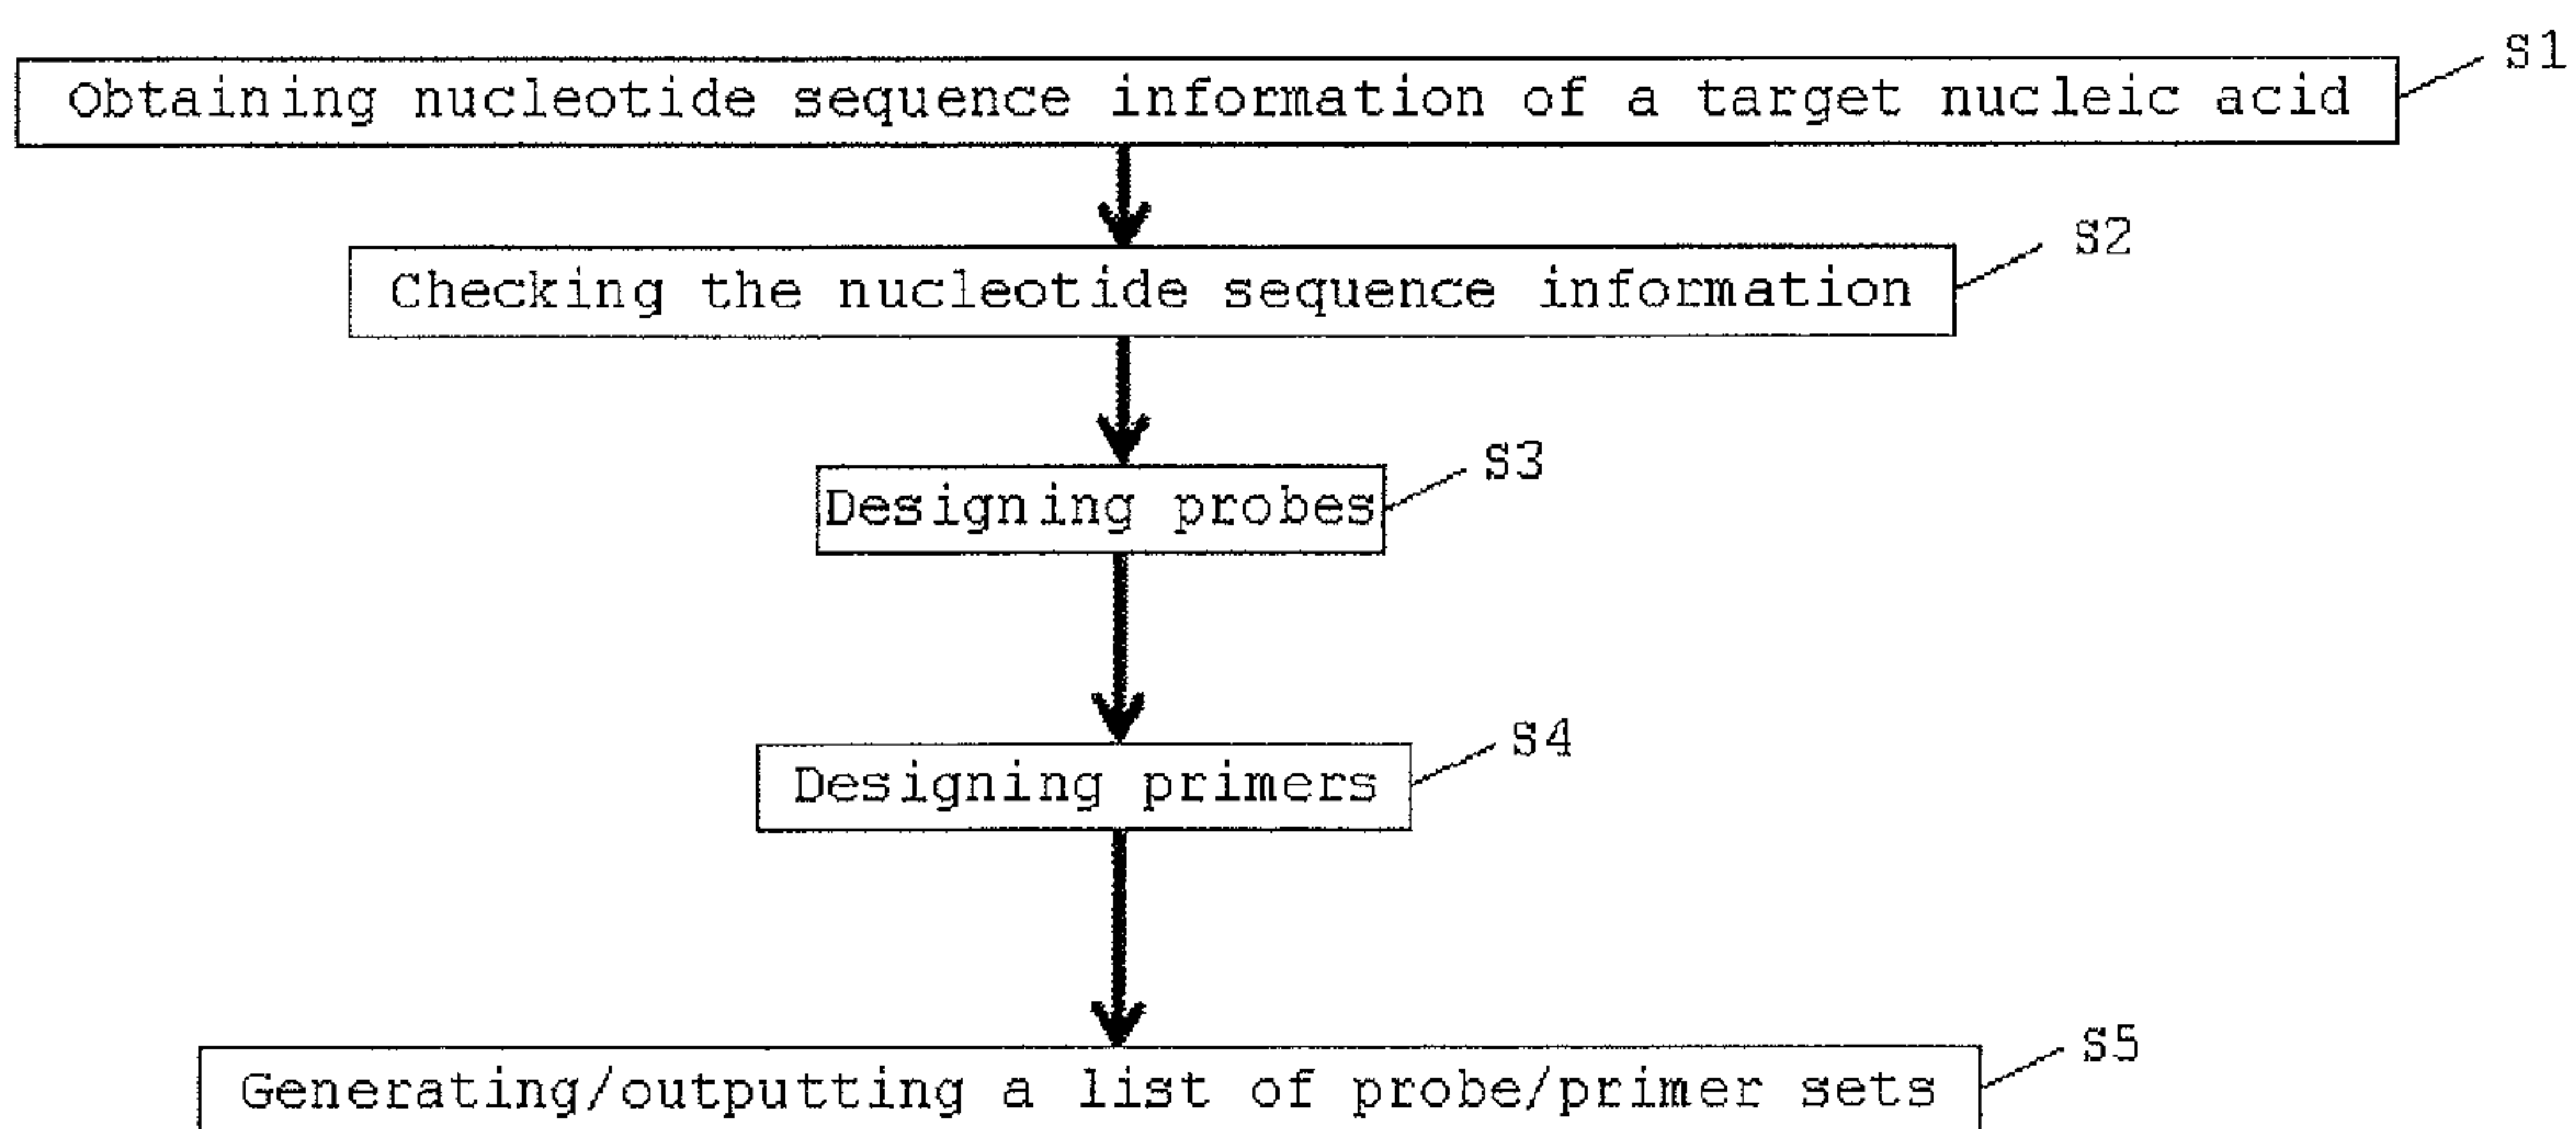 S1
Obtaining nucleotide sequence information of a target nucleic acid
S2
Checking the nucleotide sequence information
S3
Designing probes
S4
Designing primers
S5
Generating/outputting a list of probe/primer sets